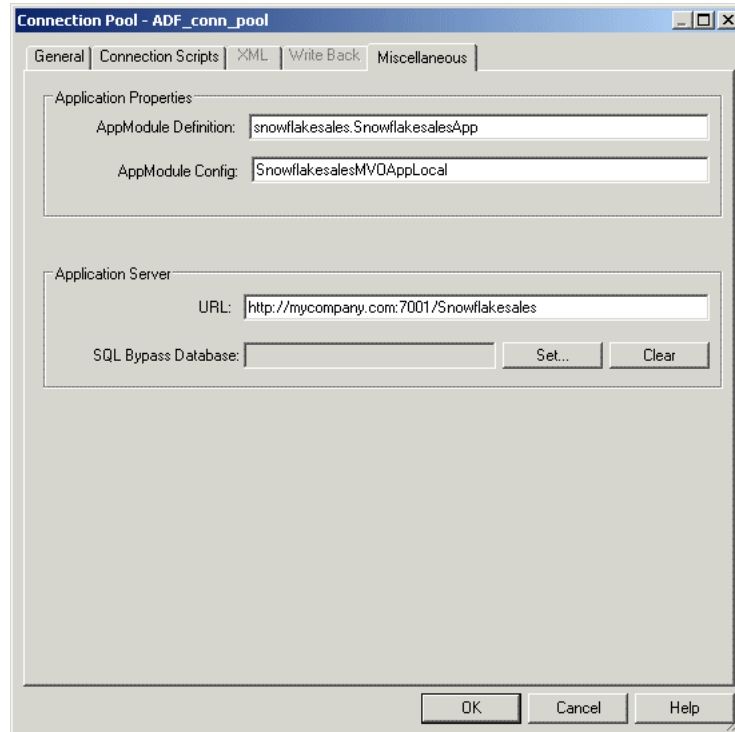 Connection Pool - ADF_conn_pool
General Connection Scripts XML Write Back Miscellaneous
Application Properties
AppModule Definition: snowflakesales.SnowflakesalesApp
AppModule Config: SnowflakesalesMVOAppLocal
Application Server
URL: http://mycompany.com:7001/Snowflakesales
SQL Bypass Database: Set... Clear
OK Cancel Help